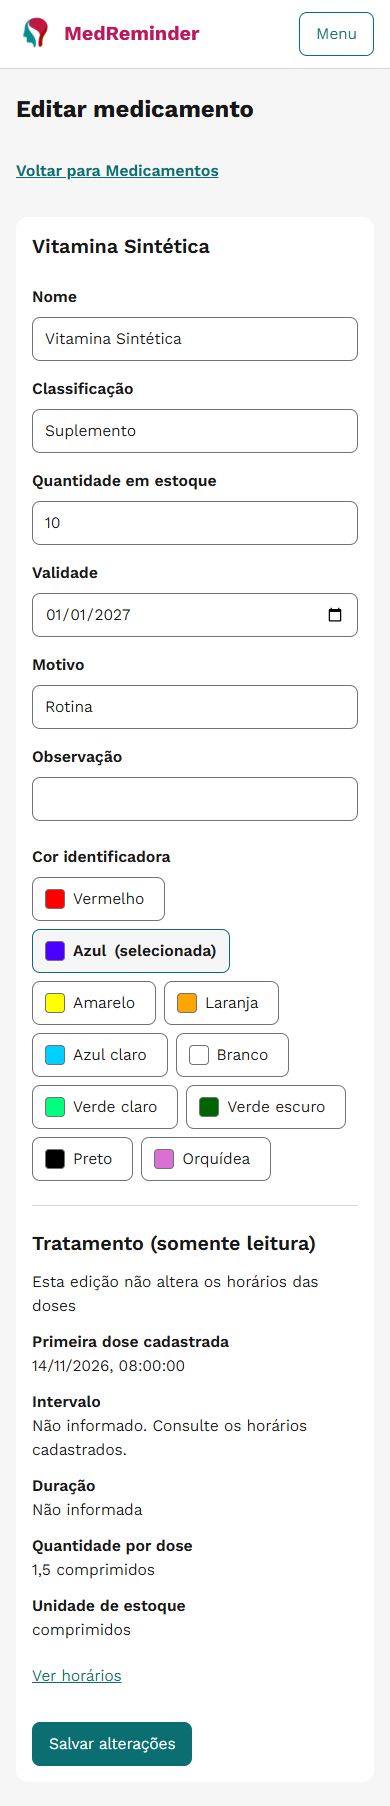 MedReminder
Menu
Editar medicamento
Voltar para Medicamentos
Vitamina Sintética
Nome
Vitamina Sintética
Classificação
Suplemento
Quantidade em estoque
10
Validade
01/01/2027
Motivo
Rotina
Observação
Cor identificadora
Vermelho
Azul (selecionada)
Amarelo
Laranja
Azul claro
Branco
Verde claro
Verde escuro
Preto
Orquídea
Tratamento (somente leitura)
Esta edição não altera os horários das
doses
Primeira dose cadastrada
14/11/2026, 08:00:00
Intervalo
Não informado. Consulte os horários
cadastrados.
Duração
Não informada
Quantidade por dose
1,5 comprimidos
Unidade de estoque
comprimidos
Ver horários
Salvar alterações